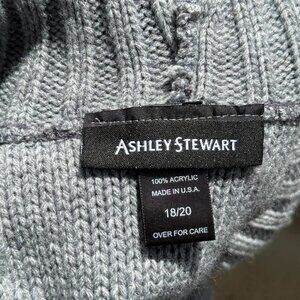 ASHLEY STEWART
100% ACRYLIC
MADE IN U.S.A.
18/20
OVER FOR CARE